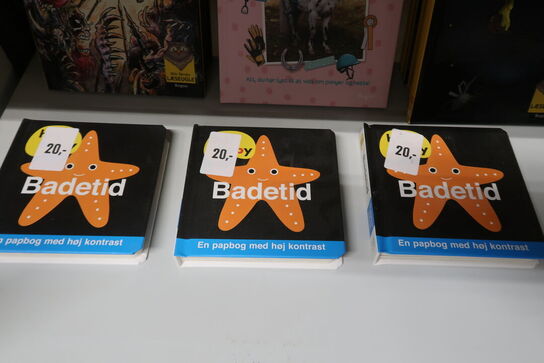 LÆSEUGLE
20,-
Badetid
En papbog med høj kontrast
20,-
Badetid
En papbog med høj kontrast
20,-
Badetid
En papbog med høj kontrast